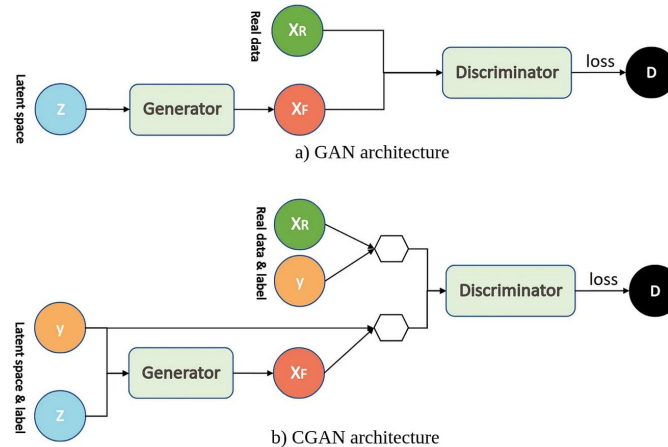 Real data
XR
Latent space
Z
Generator
XF
Discriminator
loss
D
a) GAN architecture
Real data & label
XR
y
Discriminator
loss
D
Latent space & label
y
Z
Generator
XF
b) CGAN architecture